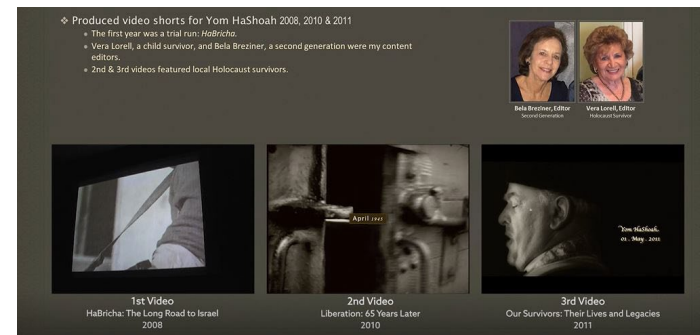 ❖ Produced video shorts for Yom HaShoah 2008, 2010 & 2011
The first year was a trial run: HaBricha.
Vera Lorell, a child survivor, and Bela Breziner, a second generation were my content
editors.
2nd & 3rd videos featured local Holocaust survivors.
Bela Breziner, Editor
Second Generation
Vera Lorell, Editor
Holocaust Survivor
April 1945
Yom HaShoah
01 . May . 2011
1st Video
HaBricha: The Long Road to Israel
2008
2nd Video
Liberation: 65 Years Later
2010
3rd Video
Our Survivors: Their Lives and Legacies
2011